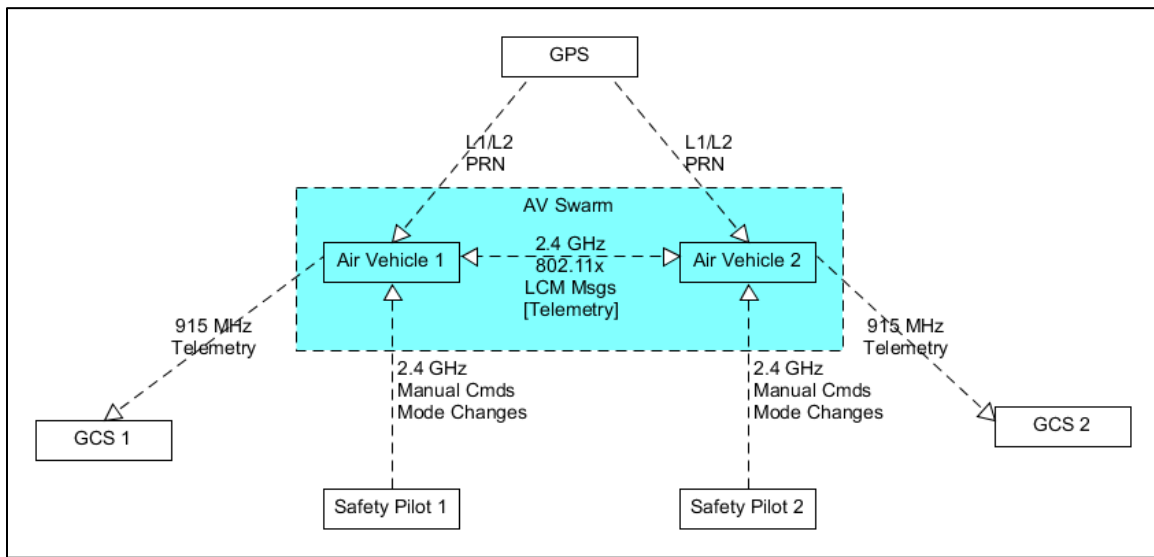 GPS
L1/L2
PRN
L1/L2
PRN
AV Swarm
Air Vehicle 1
2.4 GHz
802.11x
LCM Msgs
[Telemetry]
Air Vehicle 2
915 MHz
Telemetry
915 MHz
Telemetry
2.4 GHz
Manual Cmds
Mode Changes
2.4 GHz
Manual Cmds
Mode Changes
GCS 1
GCS 2
Safety Pilot 1
Safety Pilot 2